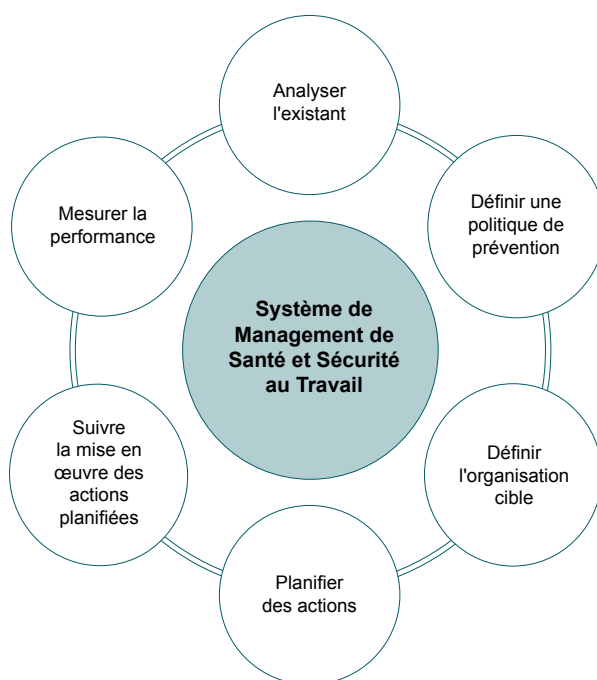 Analyser
l'existant
Définir une
politique de
prévention
Définir
l'organisation
cible
Planifier
des actions
Suivre
la mise en
œuvre des
actions
planifiées
Mesurer la
performance
Système de
Management de
Santé et Sécurité
au Travail